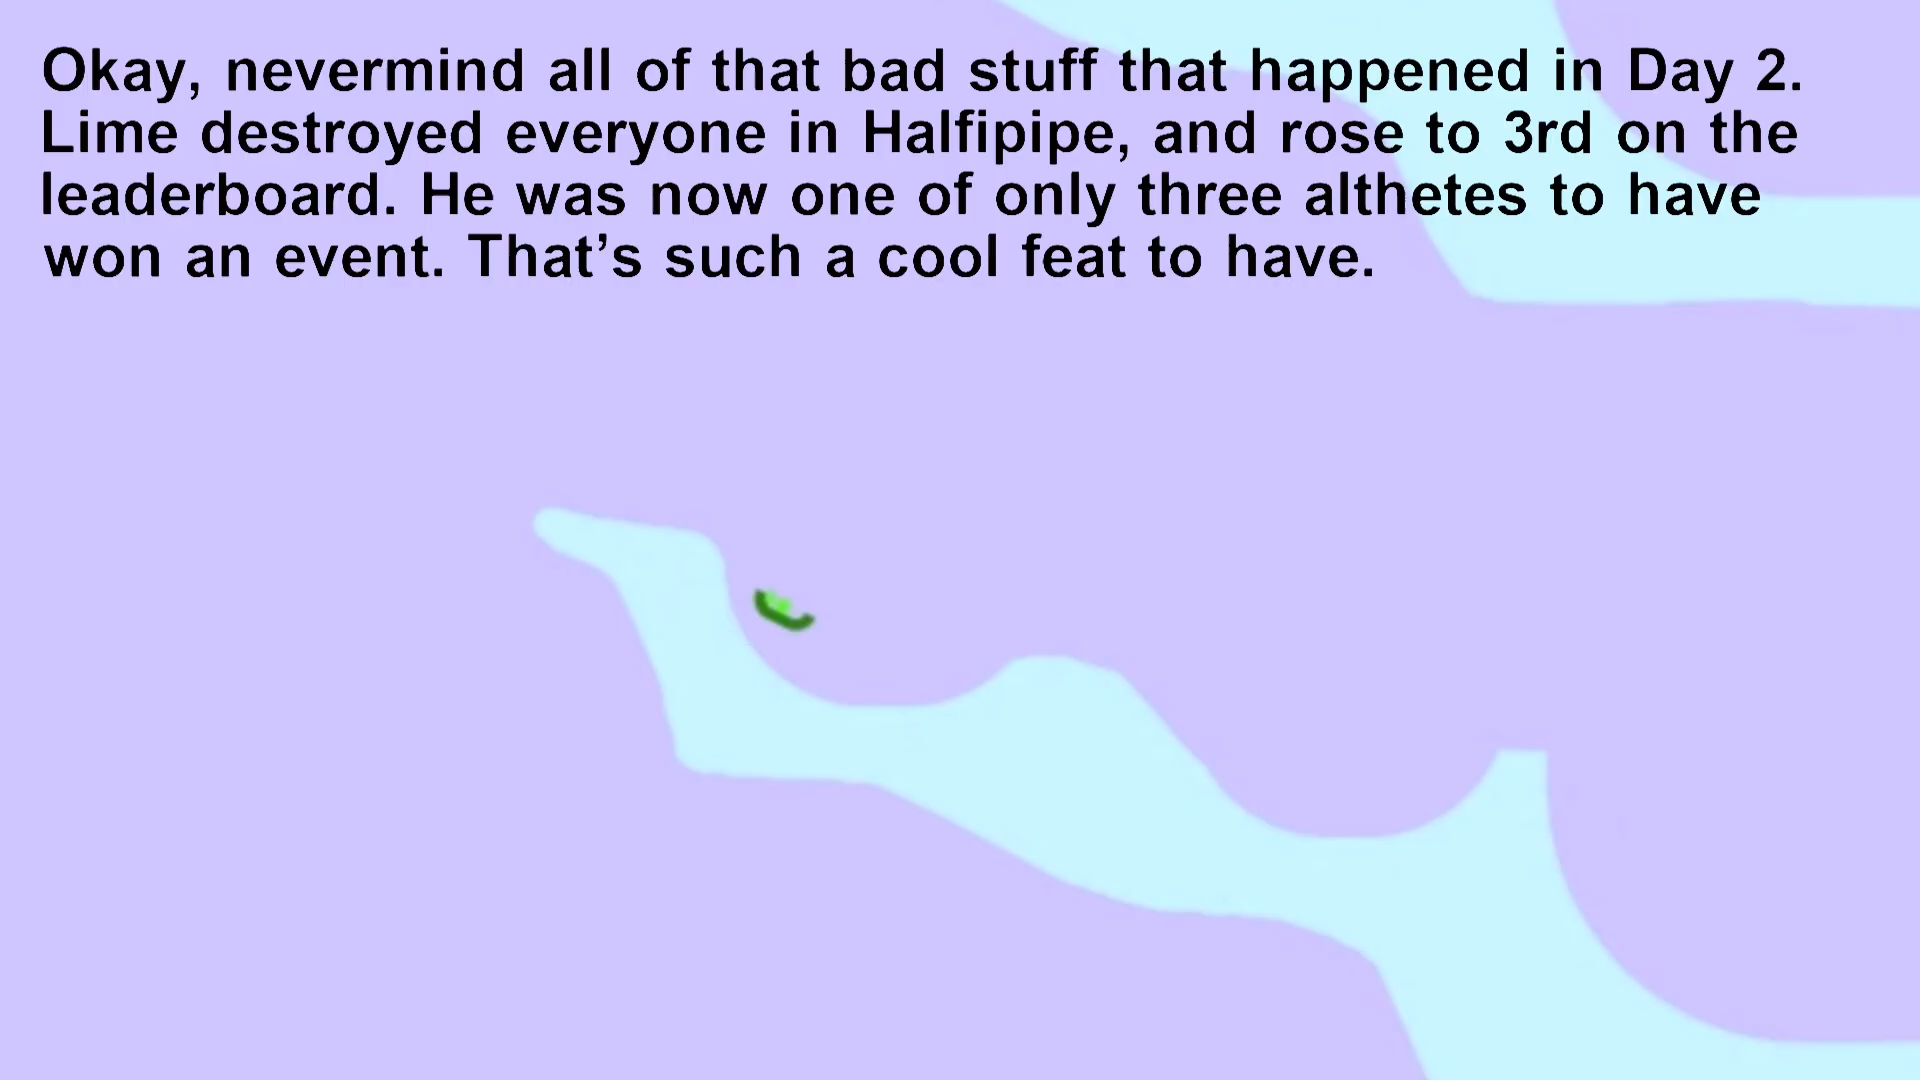 Okay, nevermind all of that bad stuff that happened in Day 2.
Lime destroyed everyone in Halfipipe, and rose to 3rd on the
leaderboard. He was now one of only three althetes to have
won an event. That’s such a cool feat to have.